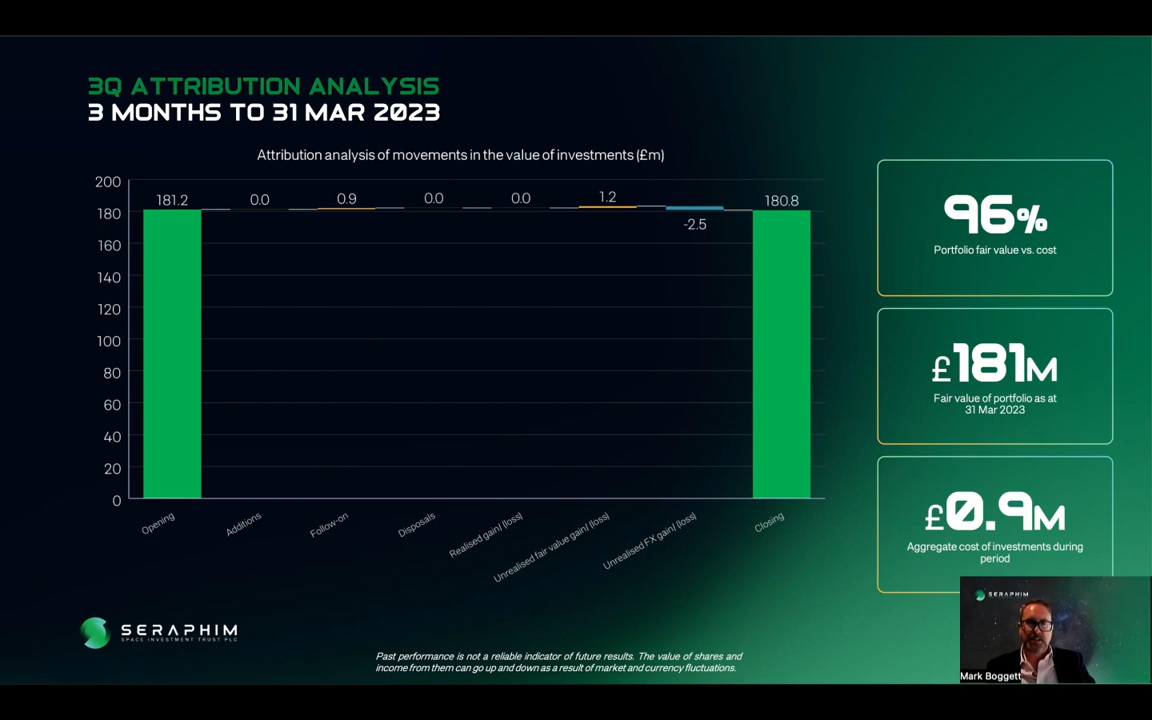 3Q ATTRIBUTION ANALYSIS
3 MONTHS TO 31 MAR 2023
Attribution analysis of movements in the value of investments (£m)
200
180
160
140
120
100
80
60
40
20
0
181.2
0.0
0.9
0.0
0.0
1.2
-2.5
180.8
Opening
Additions
Follow-on
Disposals
Realised gain/ (loss)
Unrealised fair value gain/ (loss)
Unrealised FX gain/ (loss)
Closing
96%
Portfolio fair value vs. cost
£181M
Fair value of portfolio as at
31 Mar 2023
£0.9M
Aggregate cost of investments during
period
SERAPHIM
SPACE INVESTMENT TRUST PLC
Past performance is not a reliable indicator of future results. The value of shares and
income from them can go up and down as a result of market and currency fluctuations.
SERAPHIM
Mark Boggett